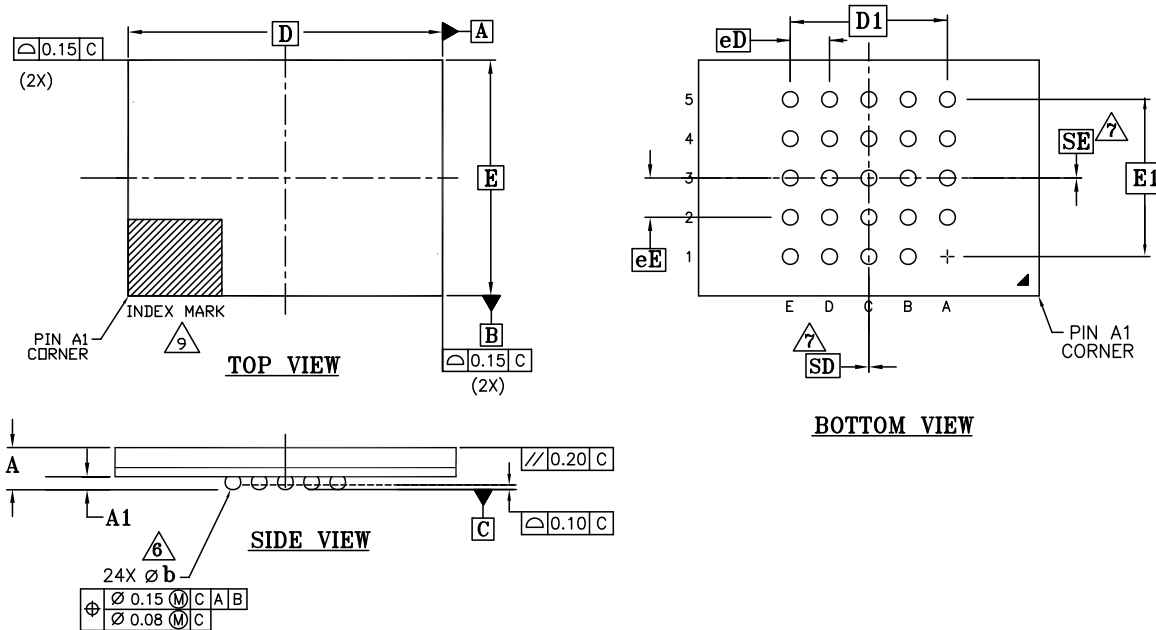 D
A
⌓ 0.15 C
(2X)
E
PIN A1
CORNER
INDEX MARK
9
B
⌓ 0.15 C
(2X)
TOP VIEW
D1
eD
5
4
3
2
1
SE
7
E1
eE
E D C B A
7
SD
PIN A1
CORNER
BOTTOM VIEW
A
A1
// 0.20 C
C
⌓ 0.10 C
SIDE VIEW
6
24X ⌀ b
⌖ ⌀ 0.15 Ⓜ C A B
⌀ 0.08 Ⓜ C